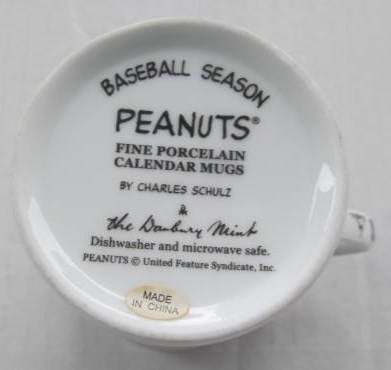 BASEBALL SEASON
PEANUTS®
FINE PORCELAIN
CALENDAR MUGS
BY CHARLES SCHULZ
the Danbury Mint
Dishwasher and microwave safe.
PEANUTS © United Feature Syndicate, Inc.
MADE
IN CHINA